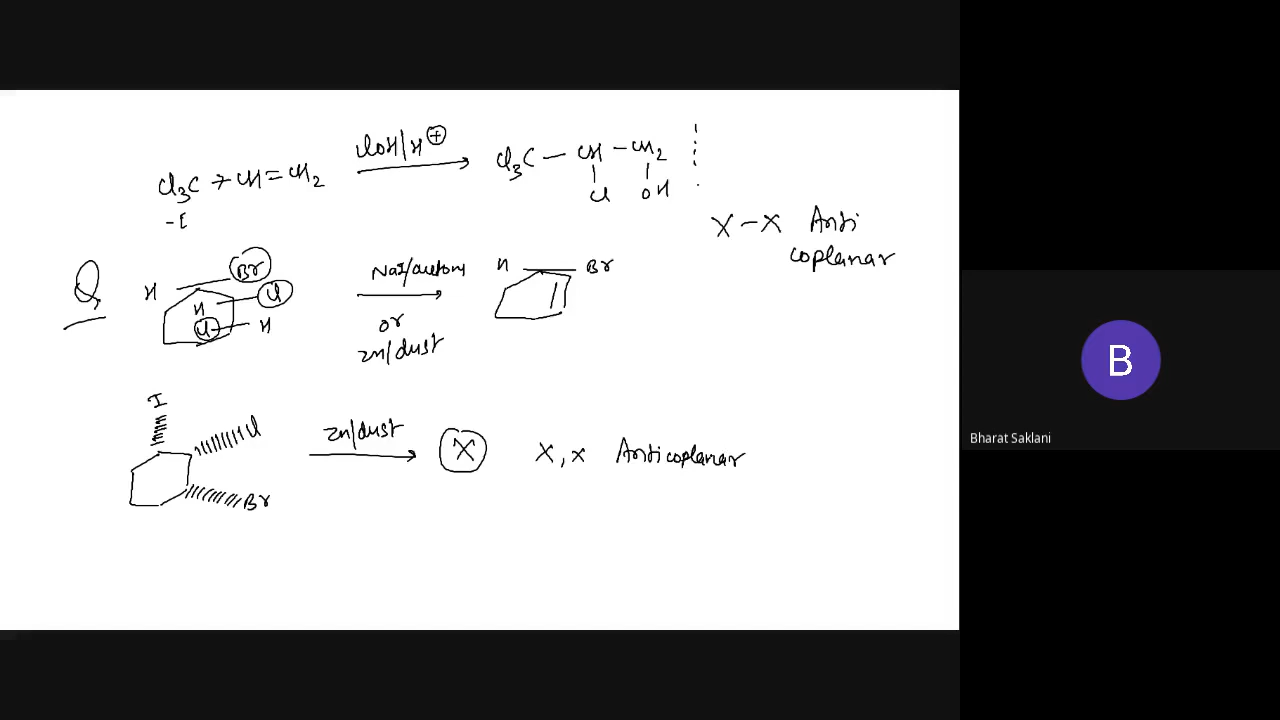 Cl3C → CH = CH2 ClOH/H⊕ Cl3C — CH — CH2
Cl OH
-I
X — X Anti
coplanar
Q H Br NaI/acetone H Br
H Cl
Cl H or
Zn/dust
I
Cl Zn/dust X X, X Anticoplanar
Br
B
Bharat Saklani